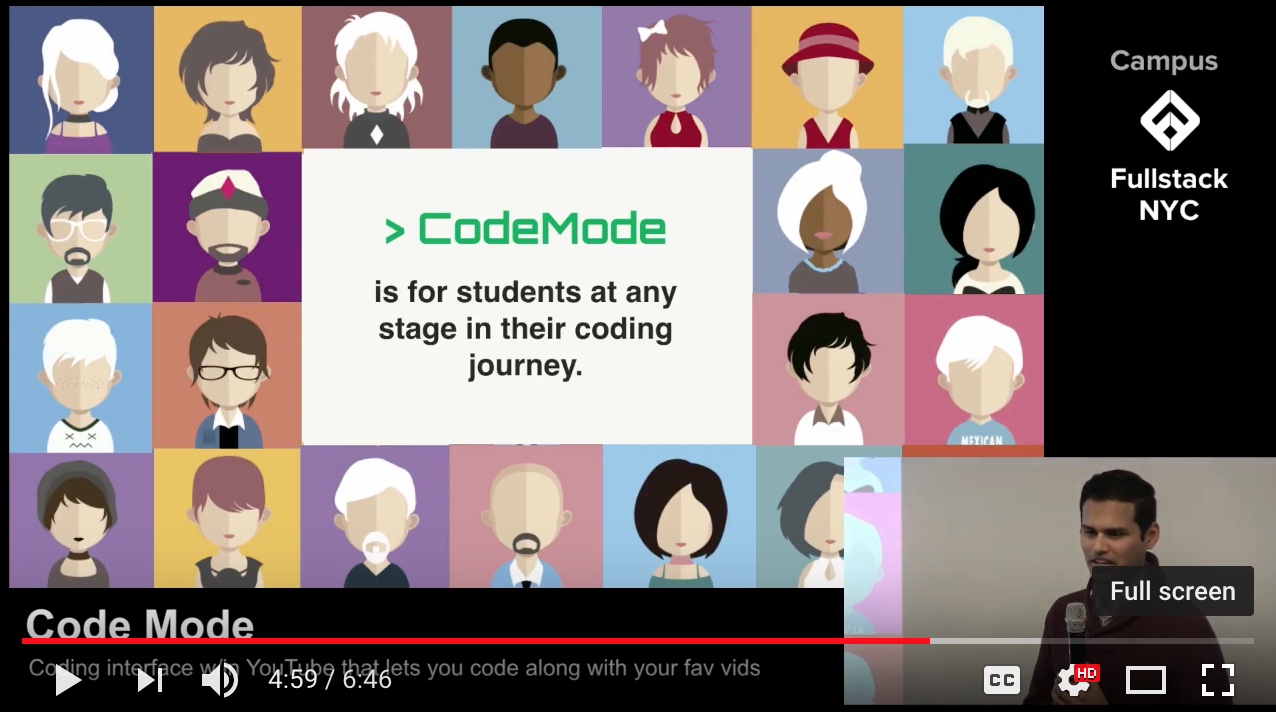 Campus
Fullstack
NYC
> CodeMode
is for students at any
stage in their coding
journey.
MEXICAN
Full screen
Code Mode
Coding interface w/in YouTube that lets you code along with your fav vids
4:59 / 6:46
CC
HD